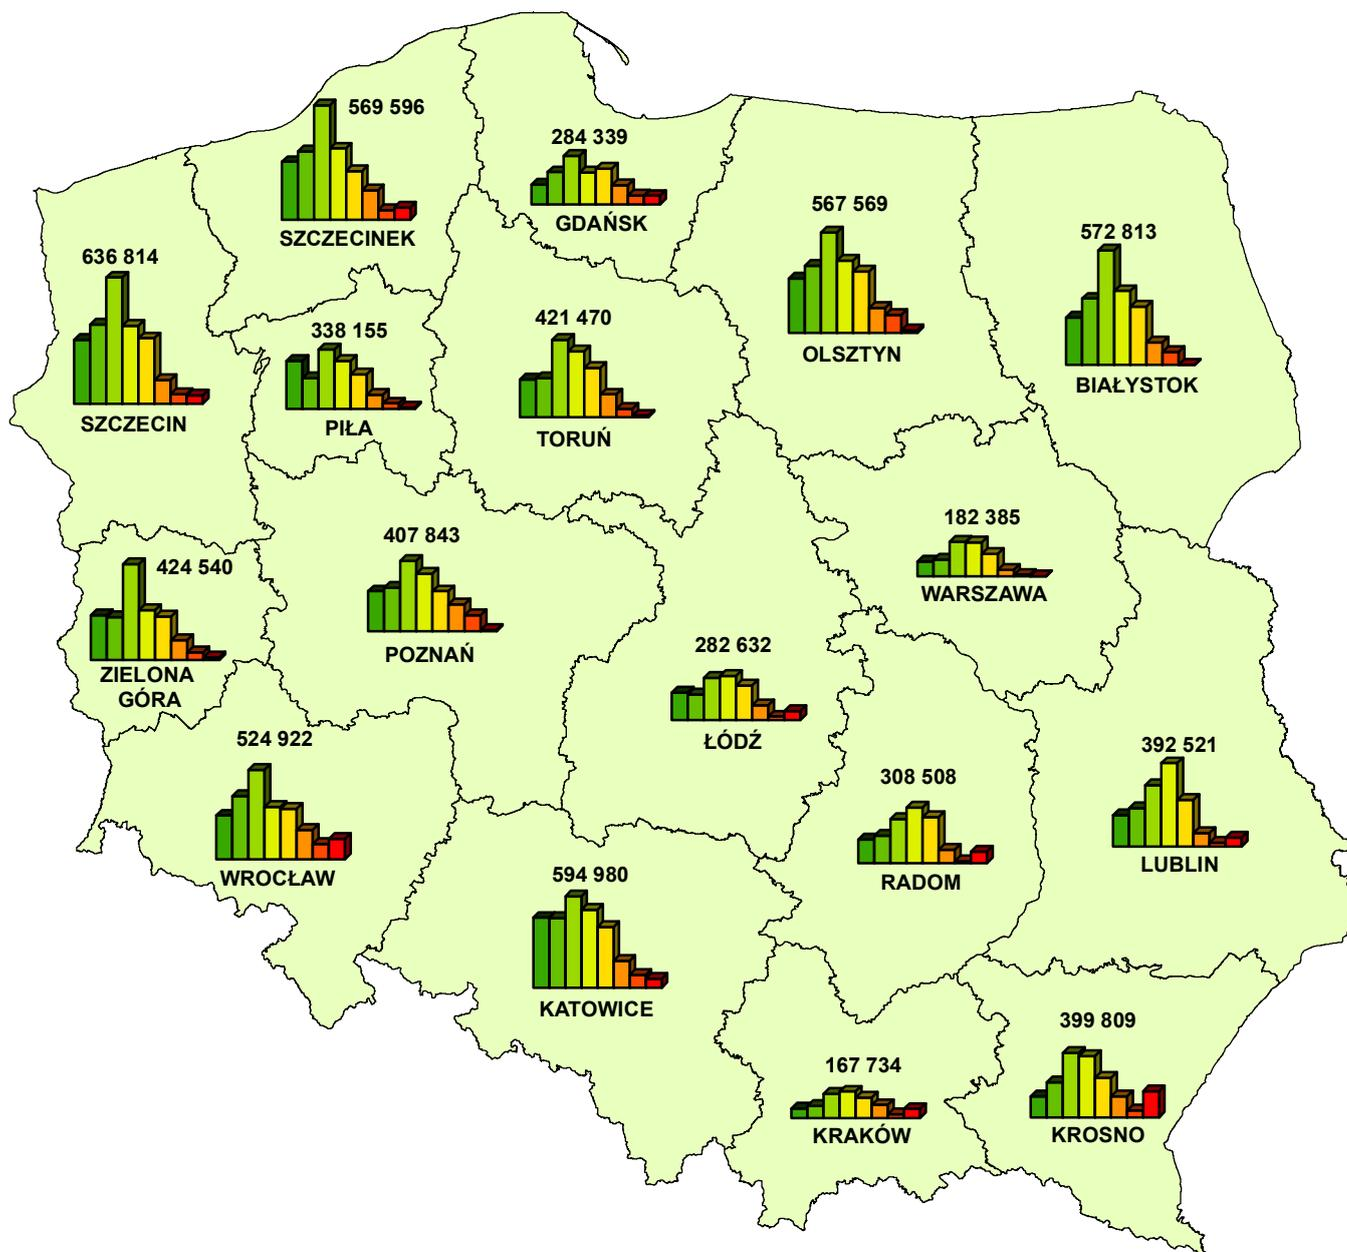 569 596
SZCZECINEK
284 339
GDAŃSK
567 569
OLSZTYN
572 813
BIAŁYSTOK
636 814
SZCZECIN
338 155
PIŁA
421 470
TORUŃ
182 385
WARSZAWA
407 843
POZNAŃ
424 540
ZIELONA
GÓRA
282 632
ŁÓDŹ
524 922
WROCŁAW
308 508
RADOM
392 521
LUBLIN
594 980
KATOWICE
167 734
KRAKÓW
399 809
KROSNO